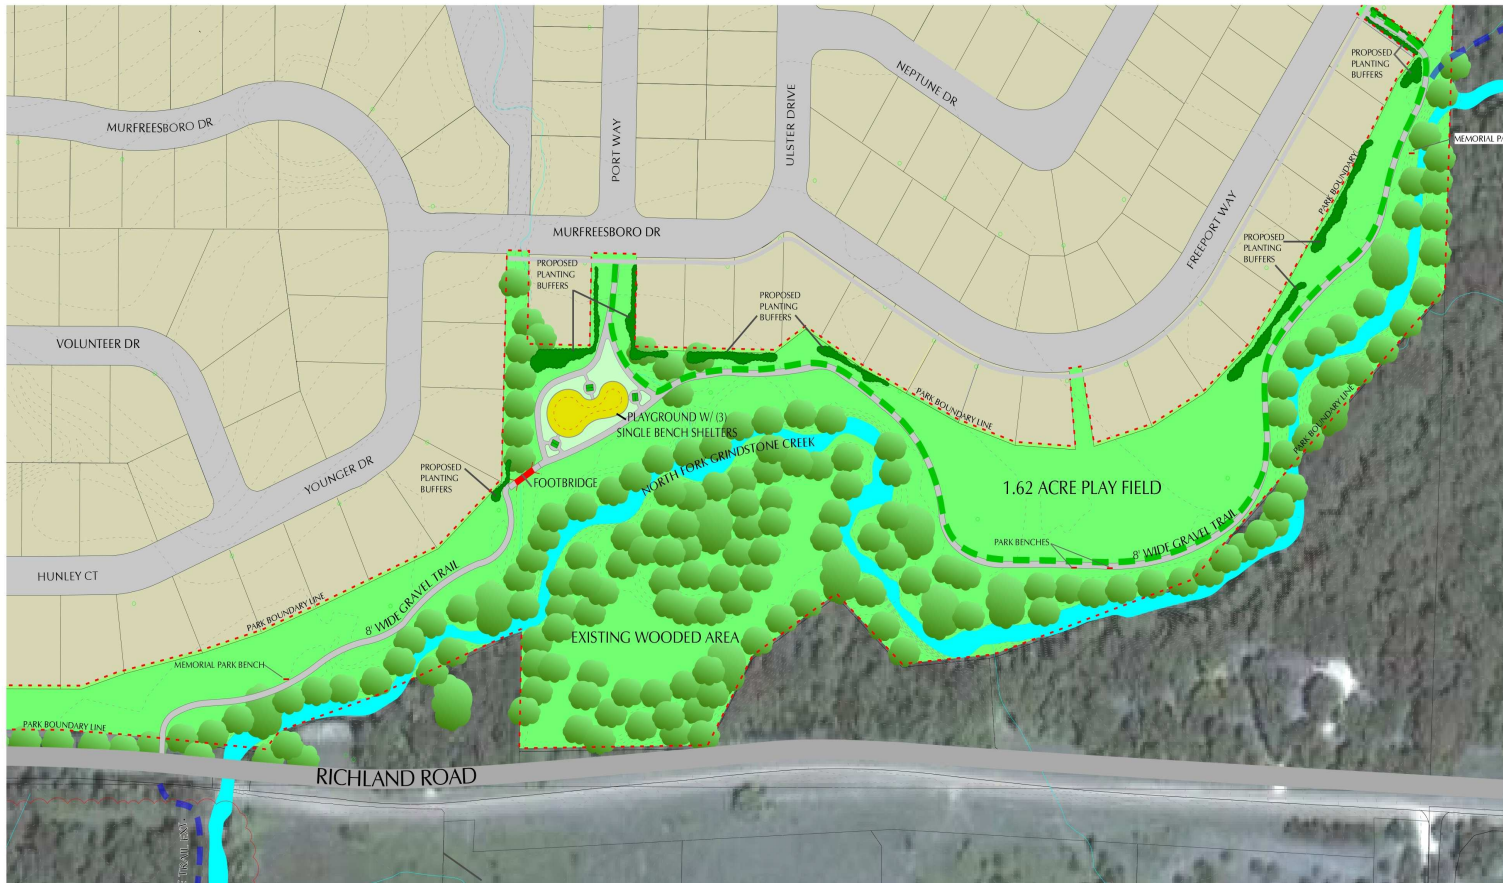 PROPOSED
PLANTING
BUFFERS
NEPTUNE DR
MURFREESBORO DR
ULSTER DRIVE
PORT WAY
MEMORIAL PA
PARK BOUNDARY
FREEPORT WAY
MURFREESBORO DR
PROPOSED
PLANTING
BUFFERS
PROPOSED
PLANTING
BUFFERS
PROPOSED
PLANTING
BUFFERS
VOLUNTEER DR
PARK BOUNDARY LINE
PARK BOUNDARY LINE
PLAYGROUND W/ (3)
SINGLE BENCH SHELTERS
NORTH FORK GRINDSTONE CREEK
YOUNGER DR
PROPOSED
PLANTING
BUFFERS
FOOTBRIDGE
1.62 ACRE PLAY FIELD
PARK BENCHES
8' WIDE GRAVEL TRAIL
HUNLEY CT
8' WIDE GRAVEL TRAIL
PARK BOUNDARY LINE
EXISTING WOODED AREA
MEMORIAL PARK BENCH
PARK BOUNDARY LINE
RICHLAND ROAD